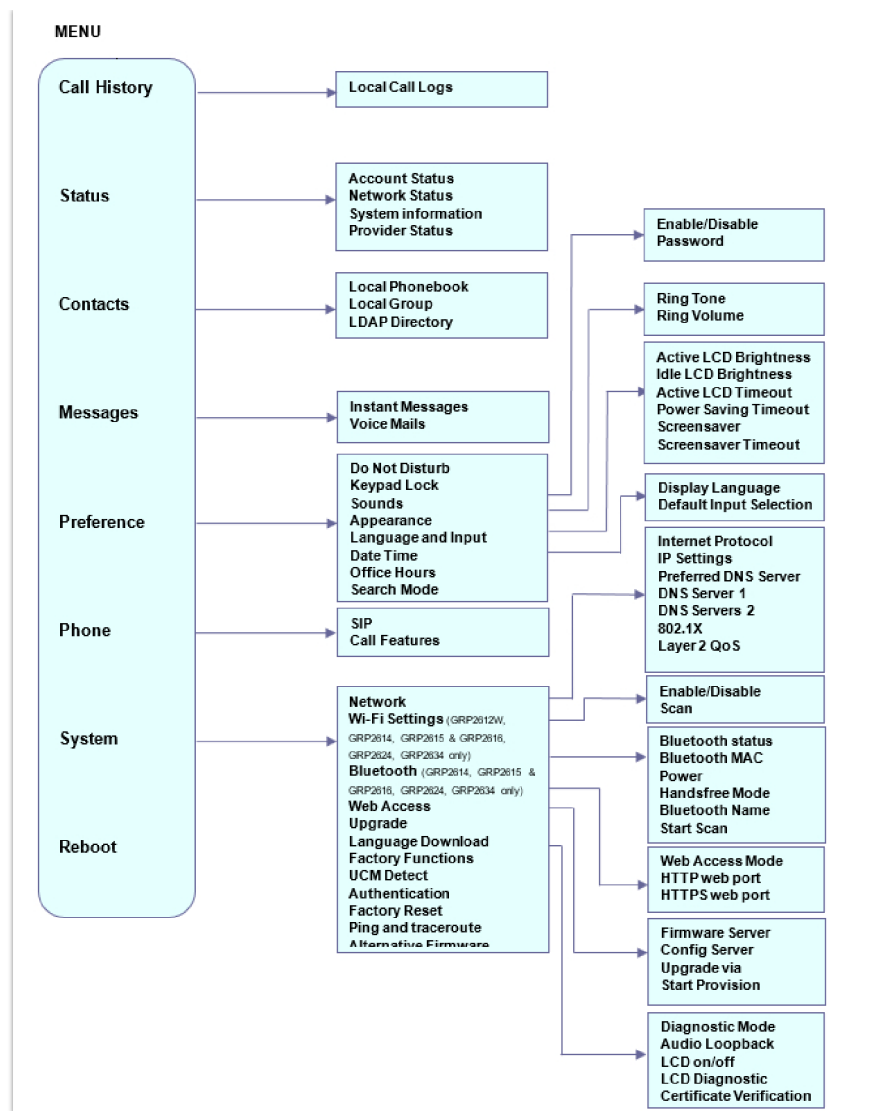 MENU
Call History
Local Call Logs
Status
Account Status
Network Status
System information
Provider Status
Enable/Disable
Password
Contacts
Local Phonebook
Local Group
LDAP Directory
Ring Tone
Ring Volume
Messages
Instant Messages
Voice Mails
Active LCD Brightness
Idle LCD Brightness
Active LCD Timeout
Power Saving Timeout
Screensaver
Screensaver Timeout
Preference
Do Not Disturb
Keypad Lock
Sounds
Appearance
Language and Input
Date Time
Office Hours
Search Mode
Display Language
Default Input Selection
Phone
SIP
Call Features
Internet Protocol
IP Settings
Preferred DNS Server
DNS Server 1
DNS Servers 2
802.1X
Layer 2 QoS
System
Network
Wi-Fi Settings (GRP2612W,
GRP2614, GRP2615 & GRP2616,
GRP2624, GRP2634 only)
Bluetooth (GRP2614, GRP2615 &
GRP2616, GRP2624, GRP2634 only)
Web Access
Upgrade
Language Download
Factory Functions
UCM Detect
Authentication
Factory Reset
Ping and traceroute
Alternative Firmware
Enable/Disable
Scan
Bluetooth status
Bluetooth MAC
Power
Handsfree Mode
Bluetooth Name
Start Scan
Reboot
Web Access Mode
HTTP web port
HTTPS web port
Firmware Server
Config Server
Upgrade via
Start Provision
Diagnostic Mode
Audio Loopback
LCD on/off
LCD Diagnostic
Certificate Verification